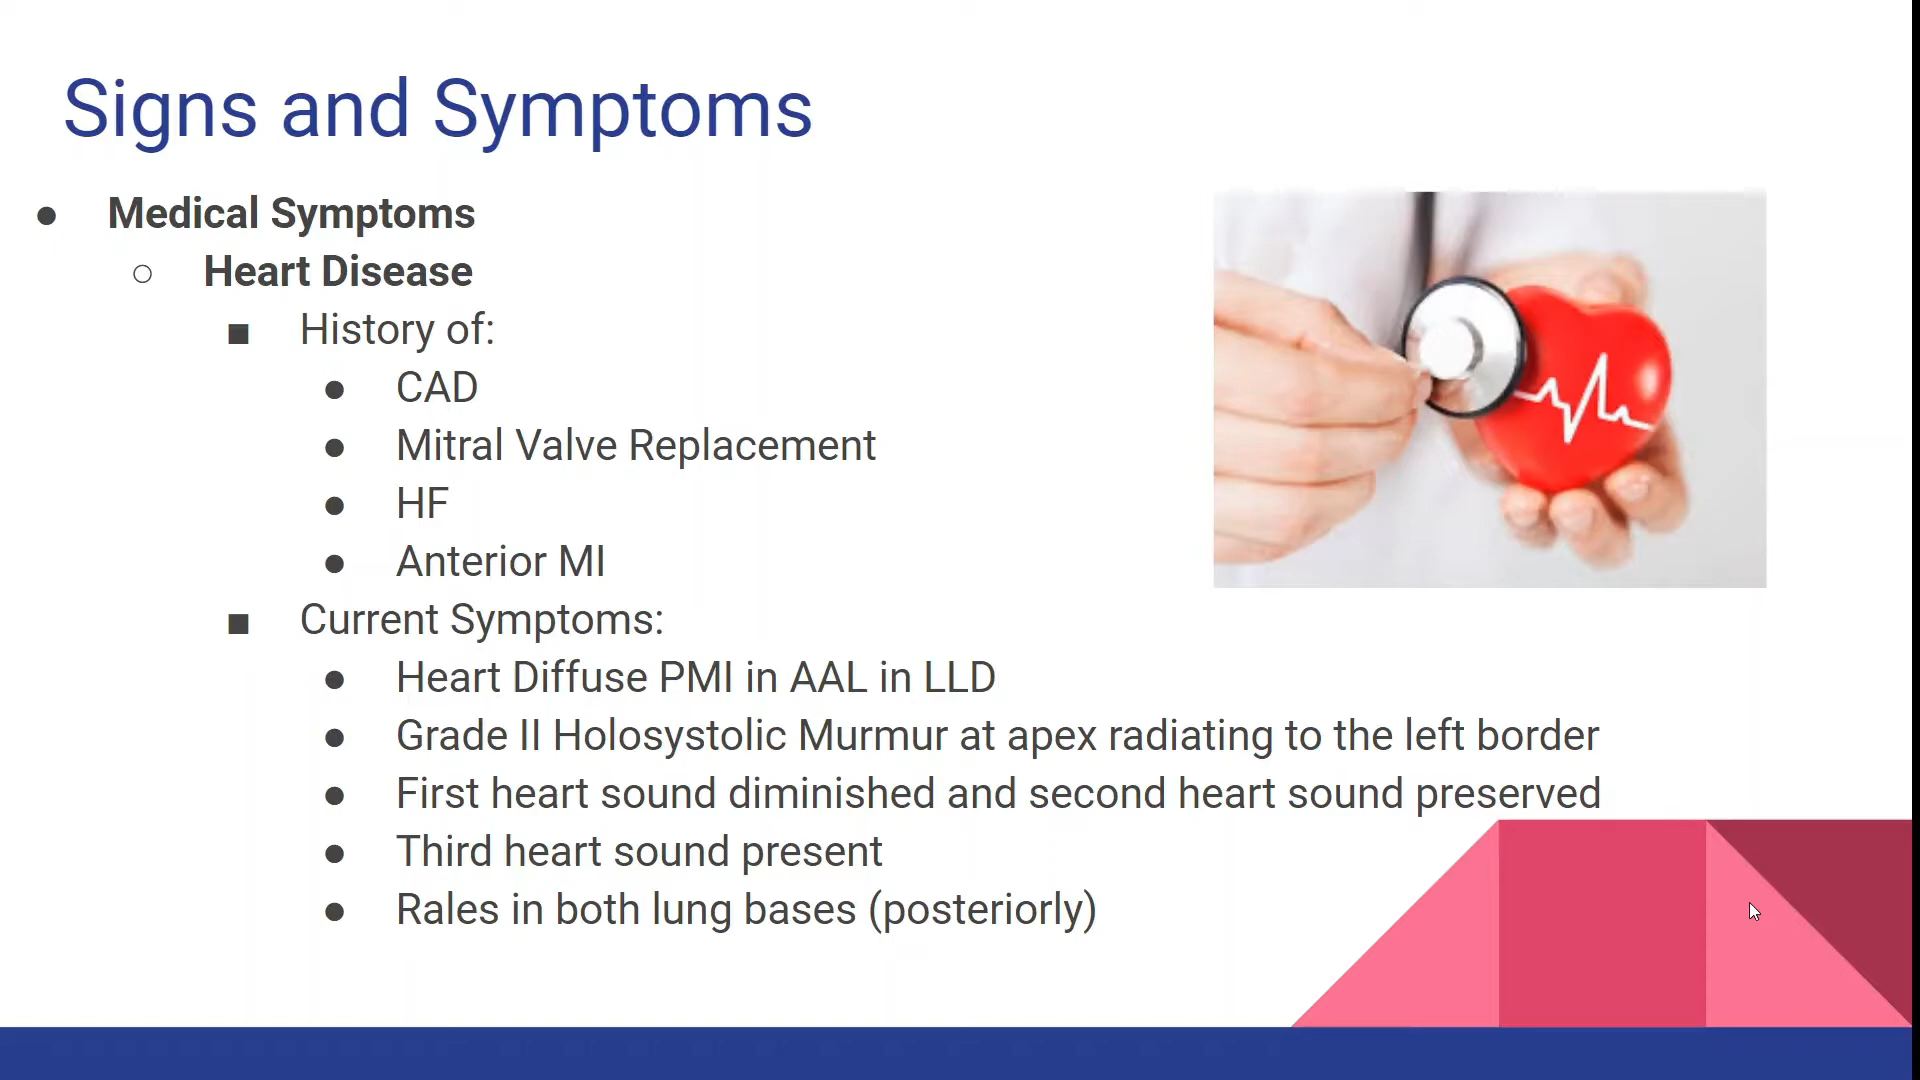 Signs and Symptoms
● Medical Symptoms
○ Heart Disease
■ History of:
● CAD
● Mitral Valve Replacement
● HF
● Anterior MI
■ Current Symptoms:
● Heart Diffuse PMI in AAL in LLD
● Grade II Holosystolic Murmur at apex radiating to the left border
● First heart sound diminished and second heart sound preserved
● Third heart sound present
● Rales in both lung bases (posteriorly)